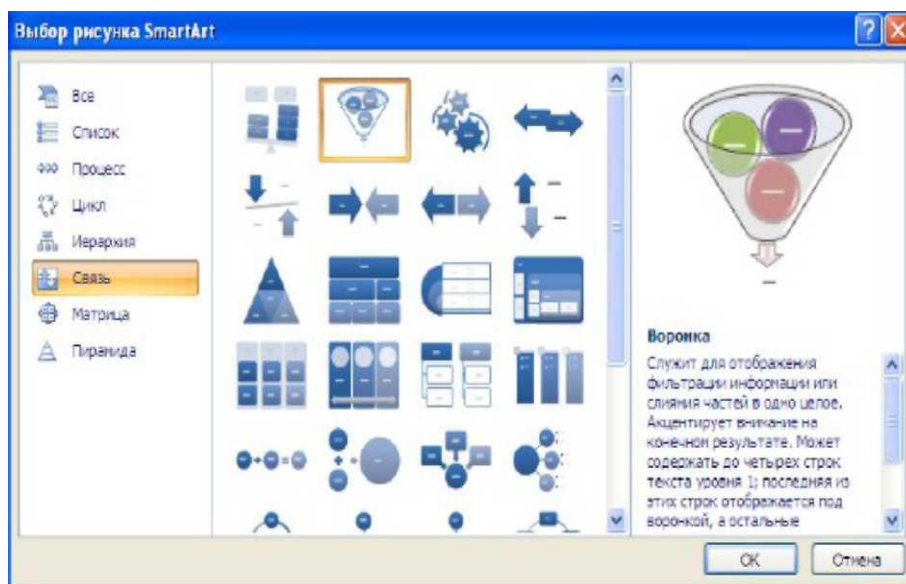 Выбор рисунка SmartArt
Все
Список
Процесс
Цикл
Иерархия
Связь
Матрица
Пирамида
Воронка
Служит для отображения
фильтрации информации или
слияния частей в одно целое.
Акцентирует внимание на
конечном результате. Может
содержать до четырех строк
текста уровня 1; последняя из
этих строк отображается под
воронкой, а остальные
ОК
Отмена